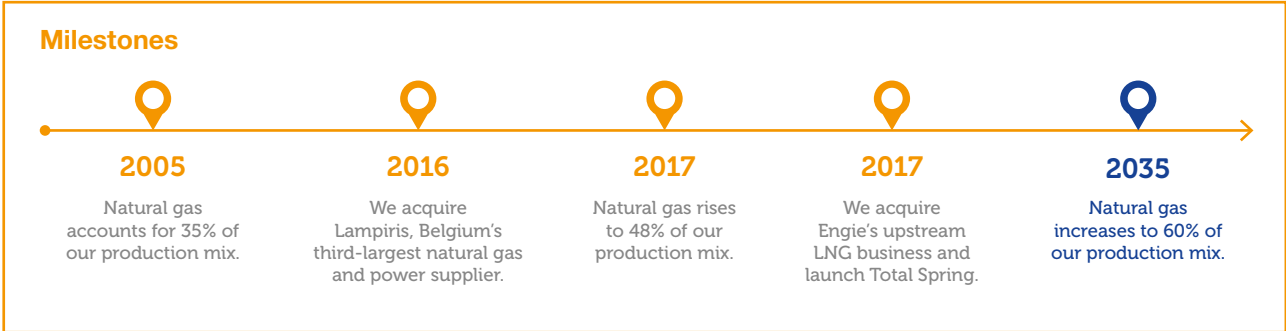 Milestones
2005
Natural gas
accounts for 35% of
our production mix.
2016
We acquire
Lampiris, Belgium’s
third-largest natural gas
and power supplier.
2017
Natural gas rises
to 48% of our
production mix.
2017
We acquire
Engie’s upstream
LNG business and
launch Total Spring.
2035
Natural gas
increases to 60% of
our production mix.